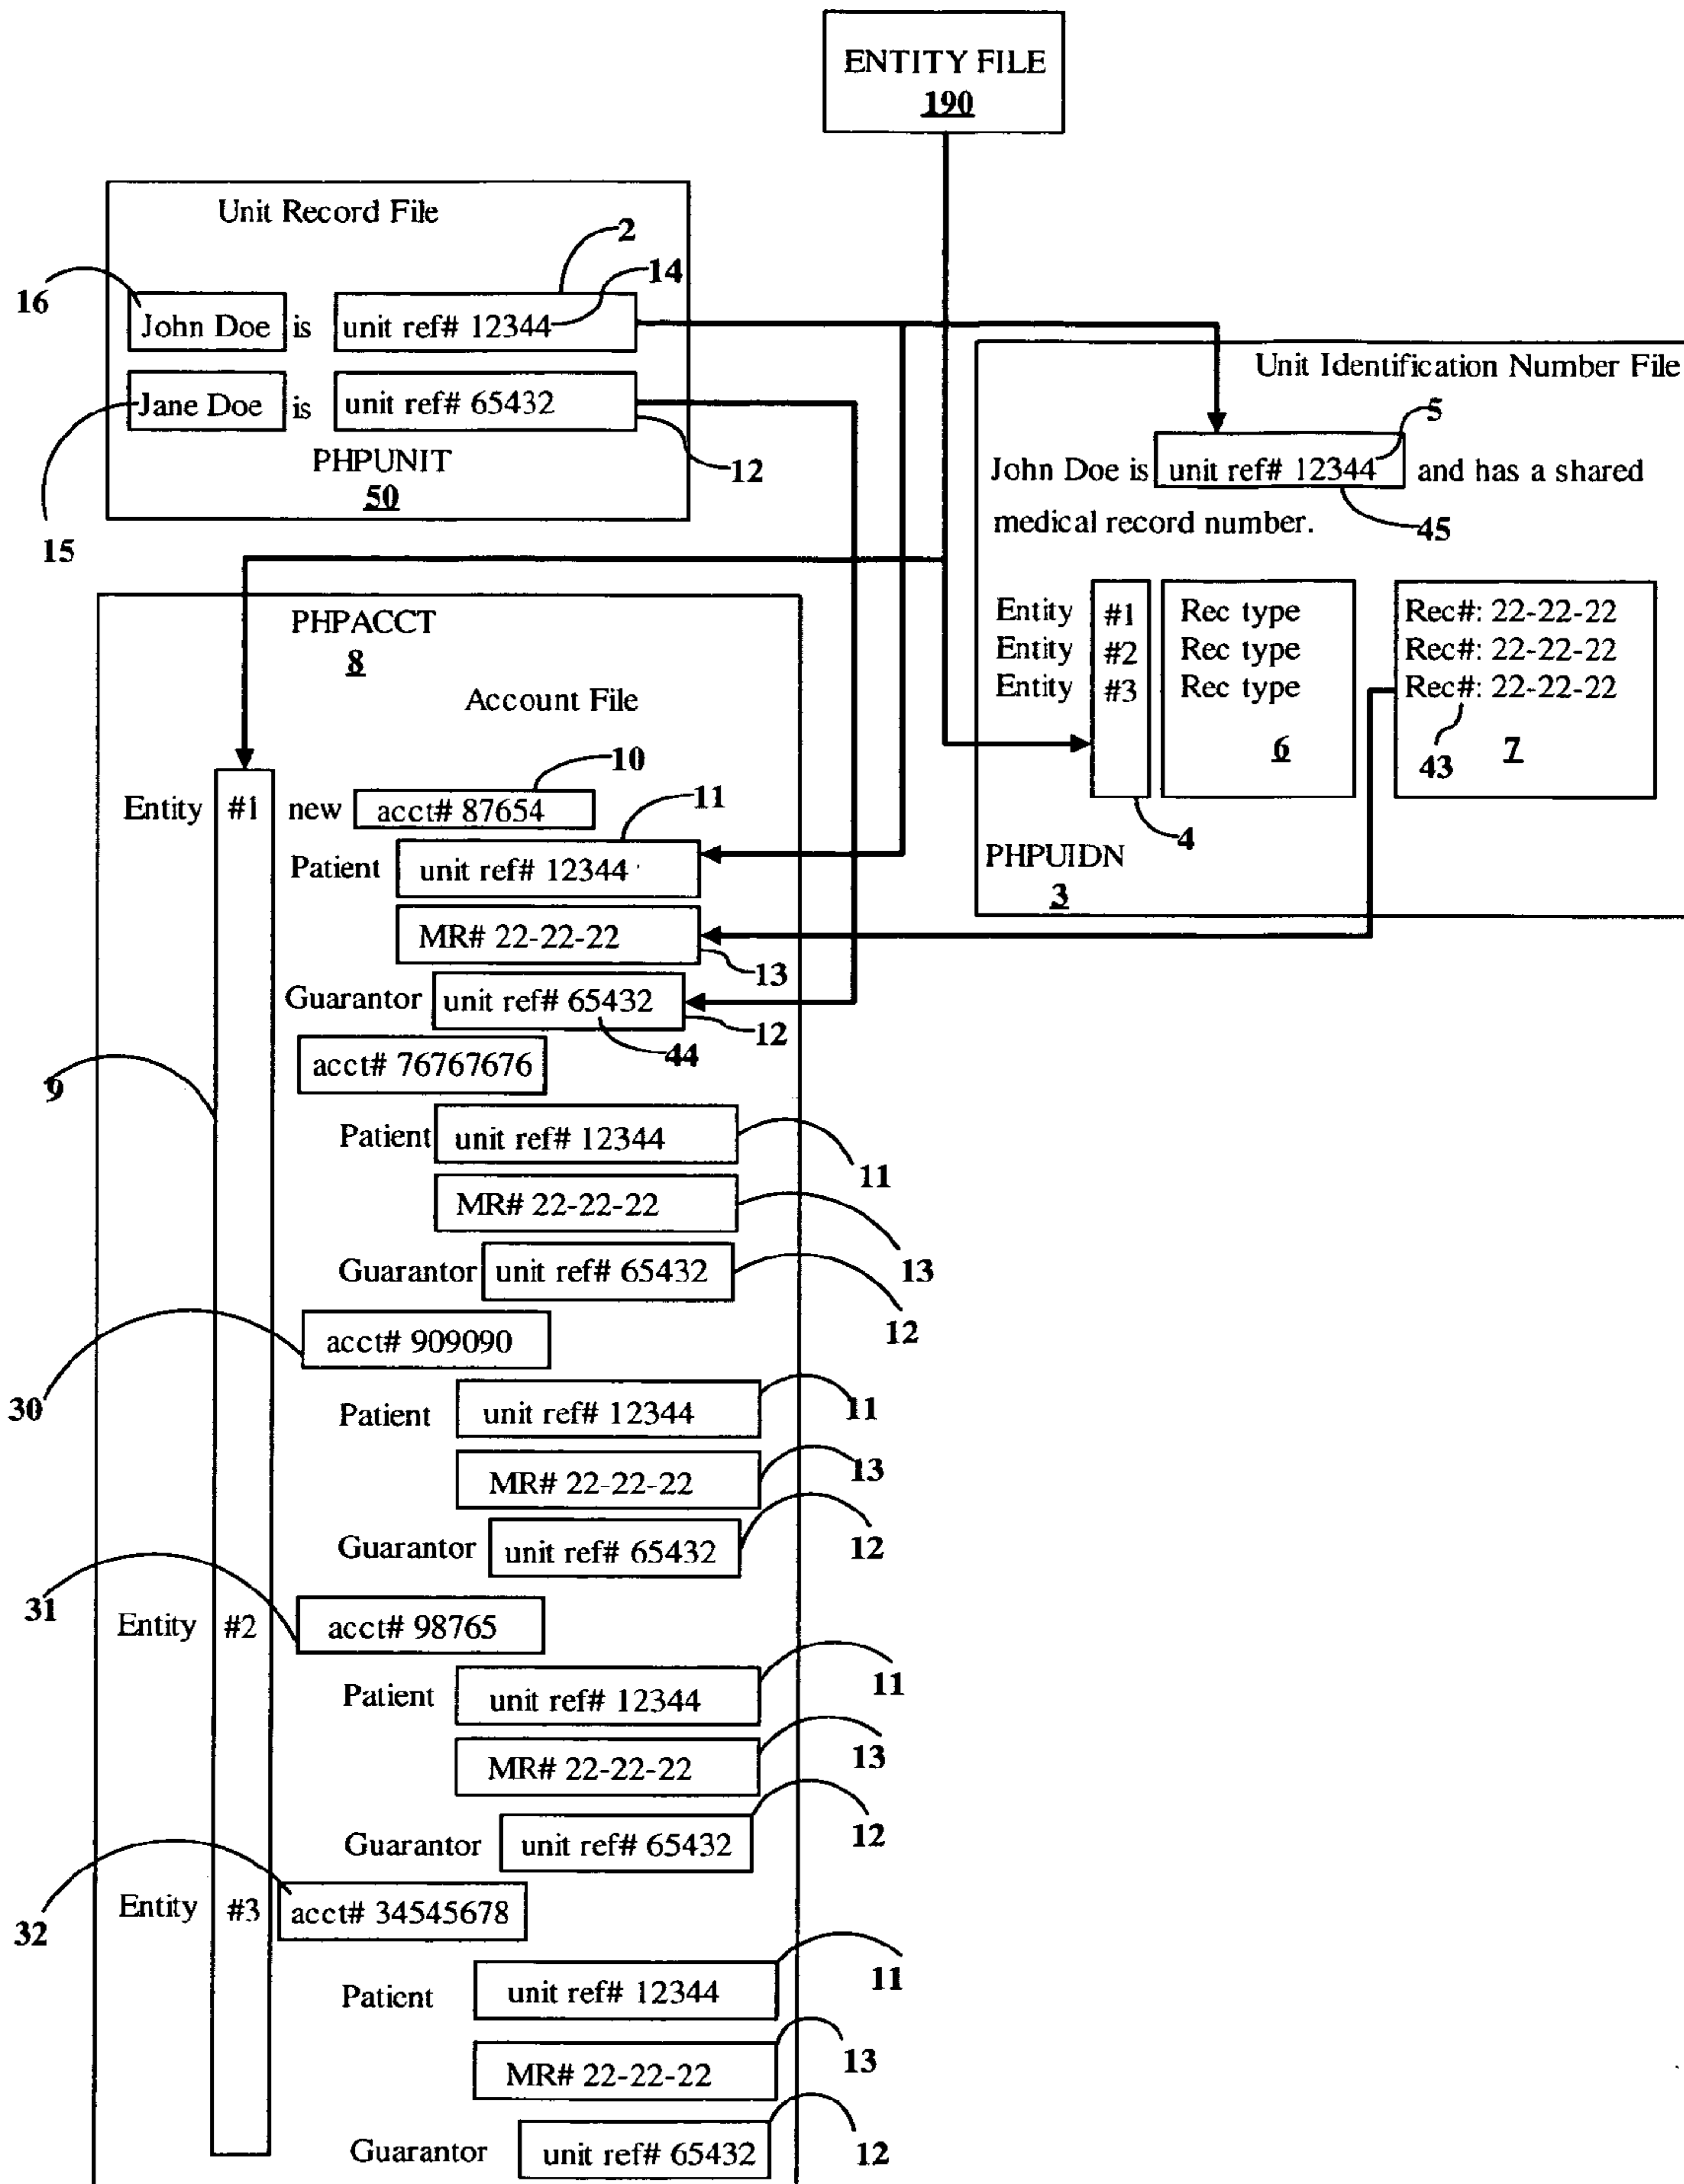 ENTITY FILE
190
Unit Record File
2
14
16
John Doe is unit ref# 12344
Jane Doe is unit ref# 65432
12
PHPUNIT
50
15
Unit Identification Number File
5
John Doe is unit ref# 12344 and has a shared
medical record number.
45
Entity #1 Rec type Rec#: 22-22-22
Entity #2 Rec type Rec#: 22-22-22
Entity #3 Rec type Rec#: 22-22-22
6
43
7
4
PHPUIDN
3
PHPACCT
8
Account File
10
Entity #1 new acct# 87654
11
Patient unit ref# 12344
MR# 22-22-22
13
Guarantor unit ref# 65432
12
44
acct# 76767676
9
Patient unit ref# 12344
11
MR# 22-22-22
13
Guarantor unit ref# 65432
12
acct# 909090
30
Patient unit ref# 12344
11
MR# 22-22-22
13
Guarantor unit ref# 65432
12
31
Entity #2 acct# 98765
Patient unit ref# 12344
11
MR# 22-22-22
13
Guarantor unit ref# 65432
12
Entity #3 acct# 34545678
32
Patient unit ref# 12344
11
MR# 22-22-22
13
Guarantor unit ref# 65432
12